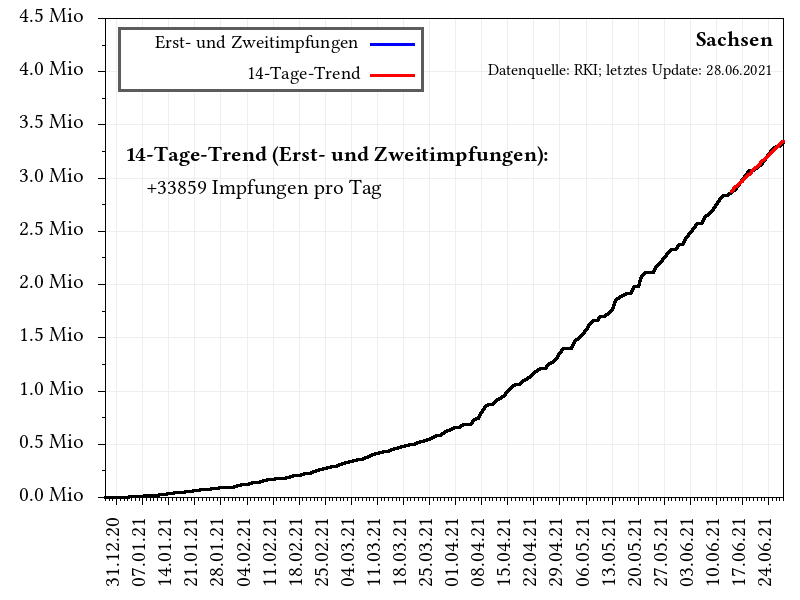 4.5 Mio
4.0 Mio
3.5 Mio
3.0 Mio
2.5 Mio
2.0 Mio
1.5 Mio
1.0 Mio
0.5 Mio
0.0 Mio
Erst- und Zweitimpfungen
14-Tage-Trend
Sachsen
Datenquelle: RKI; letztes Update: 28.06.2021
14-Tage-Trend (Erst- und Zweitimpfungen):
+33859 Impfungen pro Tag
31.12.20
07.01.21
14.01.21
21.01.21
28.01.21
04.02.21
11.02.21
18.02.21
25.02.21
04.03.21
11.03.21
18.03.21
25.03.21
01.04.21
08.04.21
15.04.21
22.04.21
29.04.21
06.05.21
13.05.21
20.05.21
27.05.21
03.06.21
10.06.21
17.06.21
24.06.21